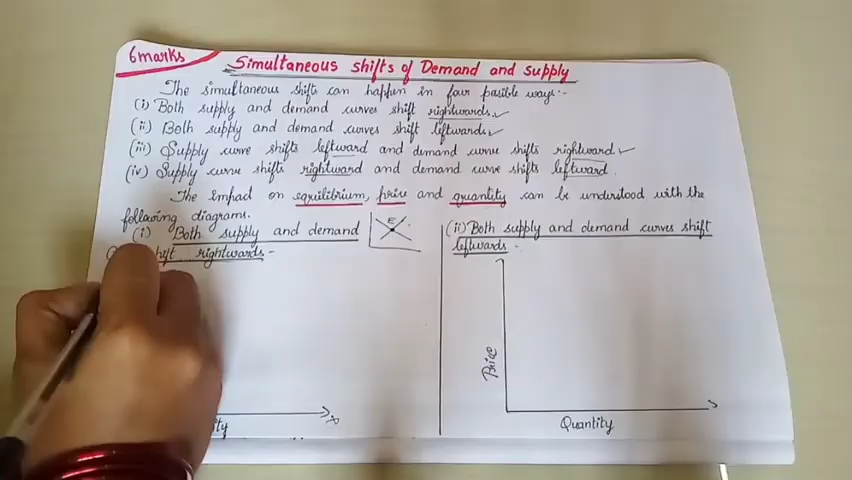 6marks
Simultaneous shifts of Demand and Supply
The simultaneous shifts can happen in four possible ways:-
(i) Both supply and demand curves shift rightwards.
(ii) Both supply and demand curves shift leftwards
(iii) Supply curve shifts leftward and demand curve shifts rightward
(iv) Supply curve shifts rightward and demand curve shifts leftward.
The impact on equilibrium, price and quantity can be understood with the
following diagrams.
(i) Both supply and demand
shift rightwards:-
E
(ii) Both supply and demand curves shift
leftwards :-
Price
Quantity
x